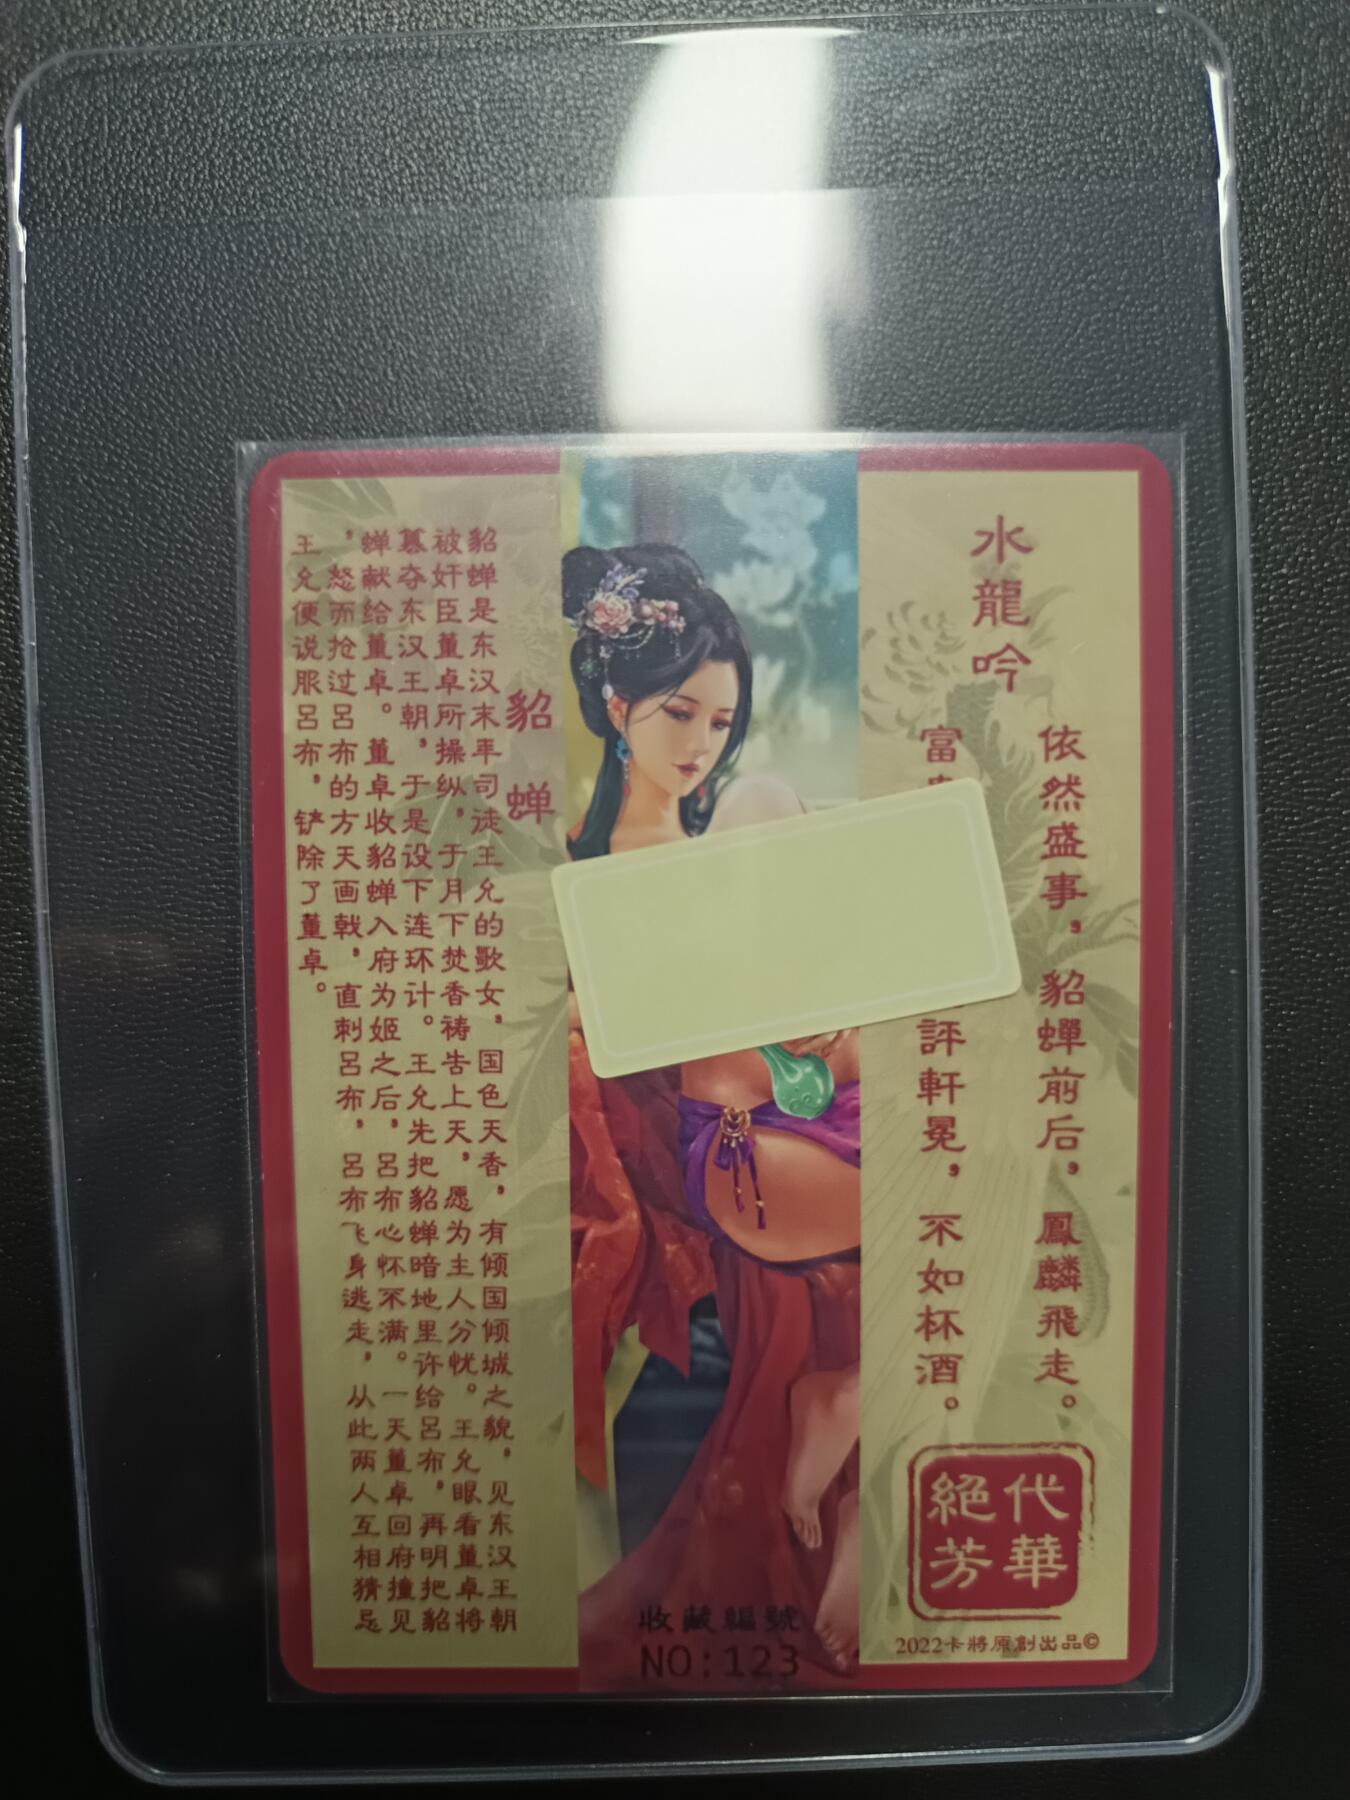 水龍吟
依然盛事，貂蟬前后，鳳麟飛走。
富
評軒冕，不如杯酒。
代華
絕芳
2022卡將原創出品©
收藏編號
NO:123
貂蝉
貂蝉是东汉末年司徒王允的歌女，国色天香，有倾国倾城之貌，见东汉王朝
被奸臣董卓所操纵，于月下焚香祷告上天，愿为主人分忧。王允眼看董卓将
篡夺东汉王朝，于是设下连环计。王允先把貂蝉暗地里许给呂布，再明把貂
蝉献给董卓。董卓收貂蝉入府为姬之后，呂布心怀不满。一天董卓回府撞见
，怒而抢过呂布的方天画戟，直刺呂布，呂布飞身逃走，从此两人互相猜忌
王允便说服呂布，铲除了董卓。